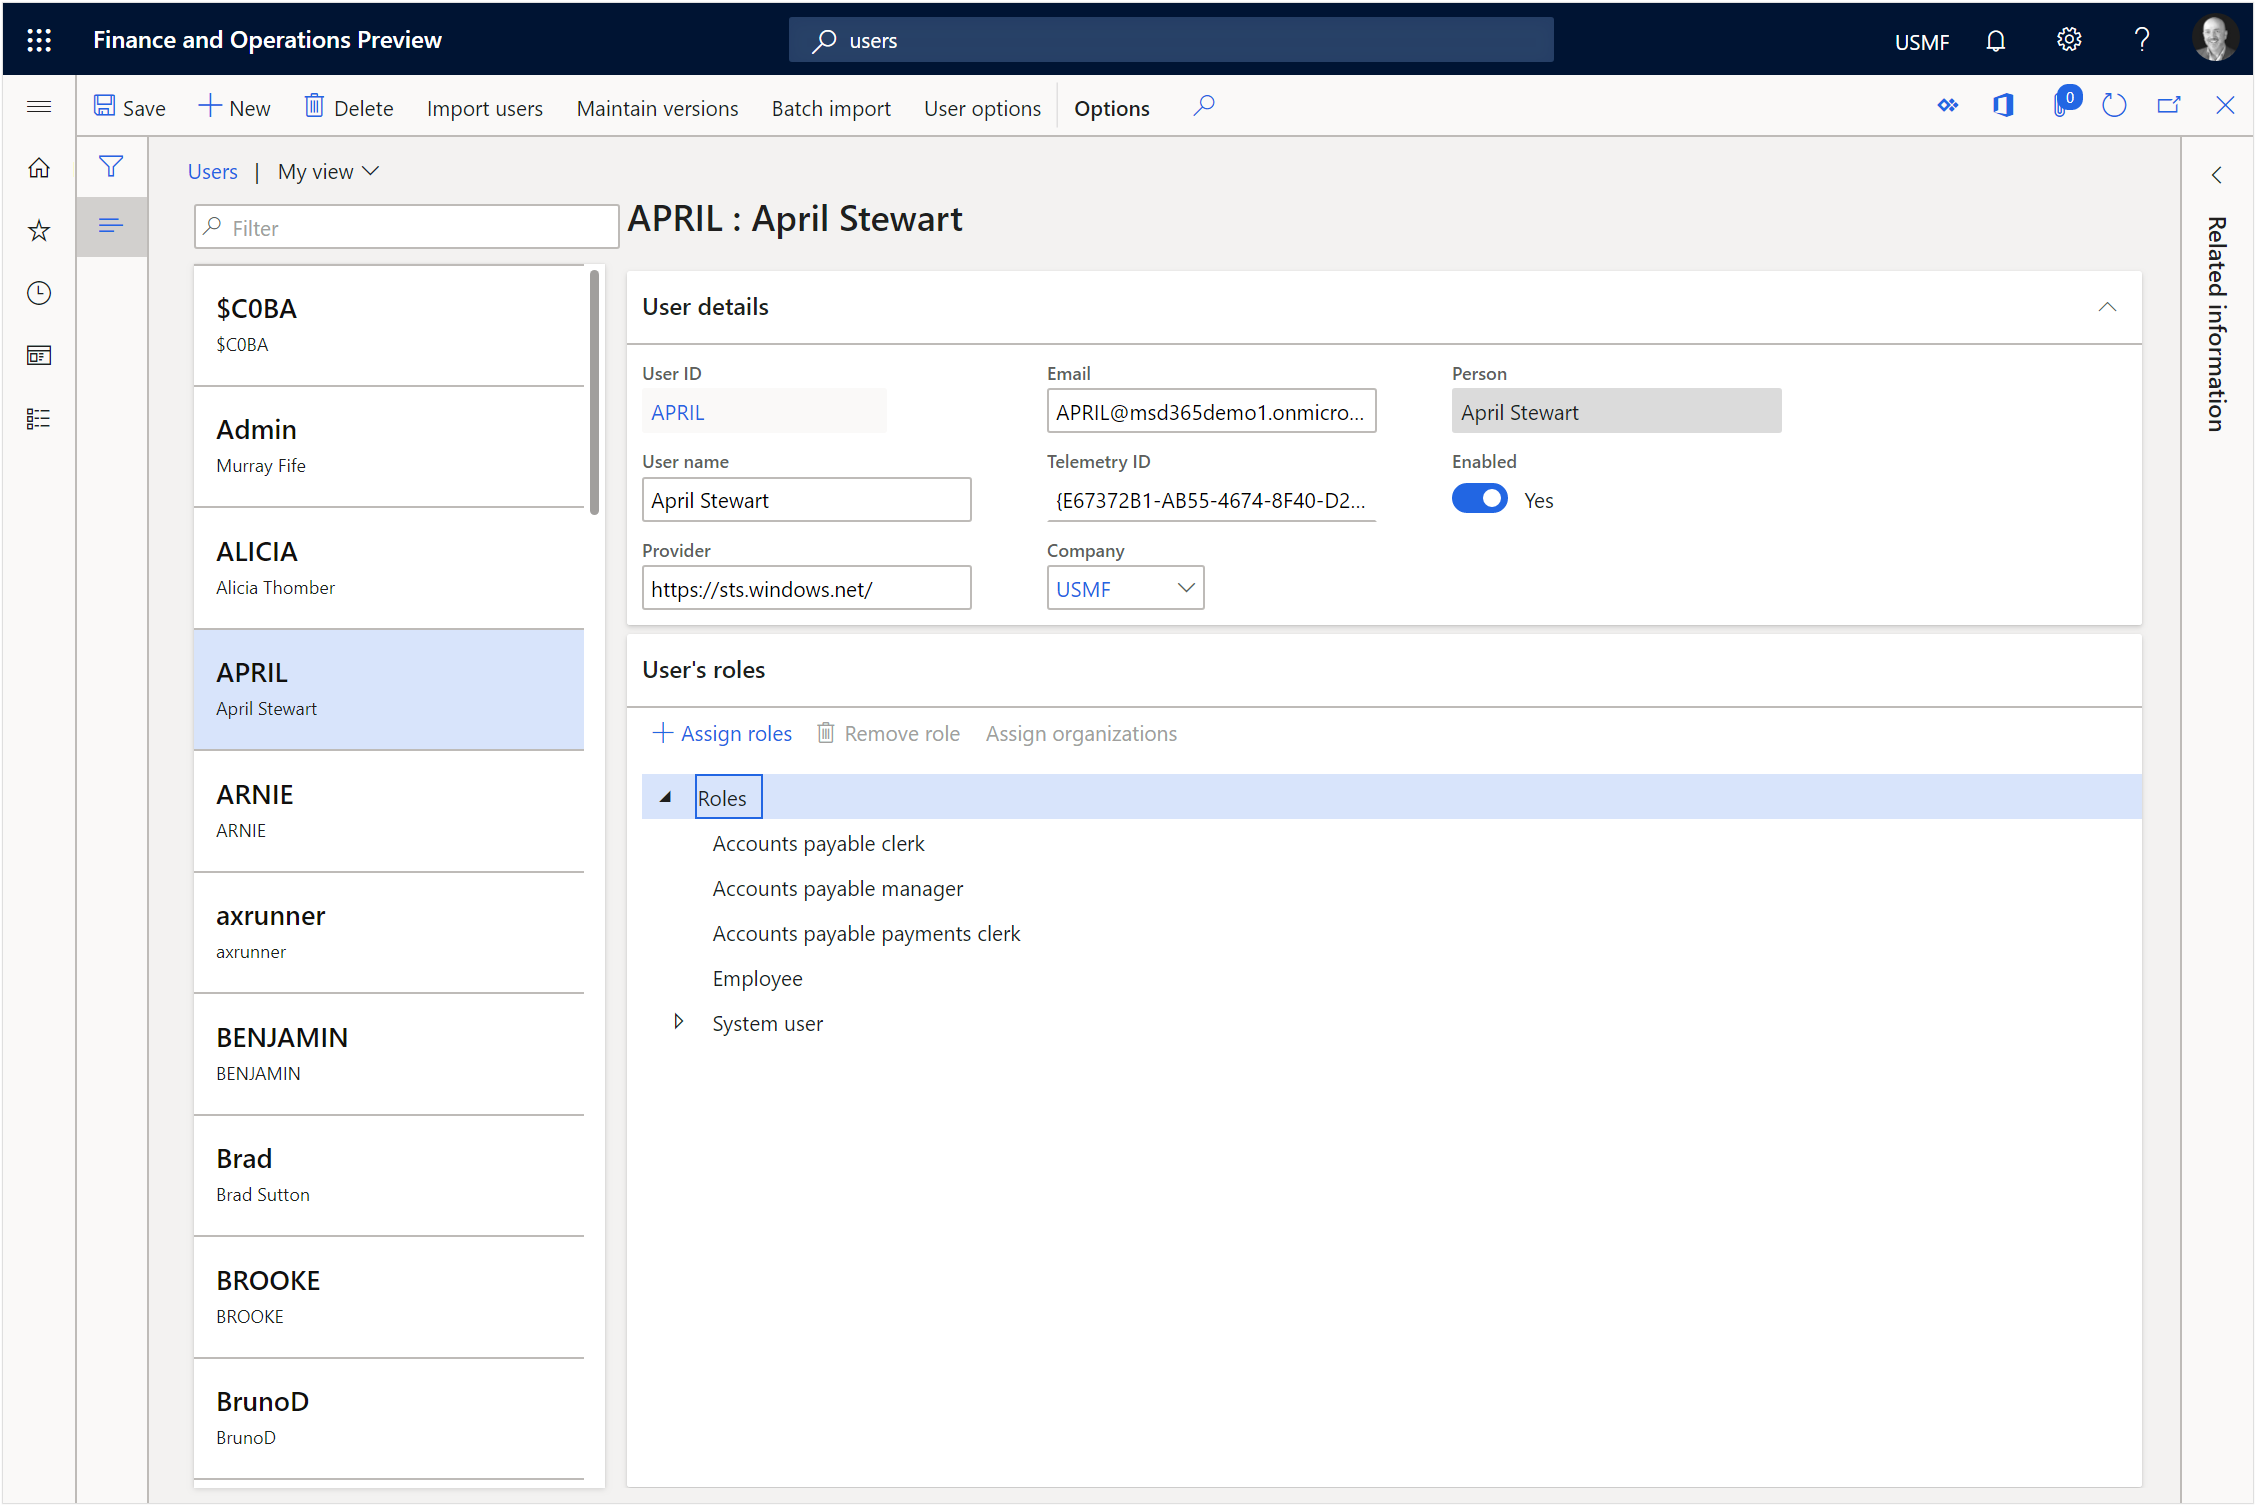 Finance and Operations Preview
users
USMF
?
Save
New
Delete
Import users
Maintain versions
Batch import
User options
Options
0
Users | My view
Filter
$C0BA
$C0BA
Admin
Murray Fife
ALICIA
Alicia Thomber
APRIL
April Stewart
ARNIE
ARNIE
axrunner
axrunner
BENJAMIN
BENJAMIN
Brad
Brad Sutton
BROOKE
BROOKE
BrunoD
BrunoD
APRIL : April Stewart
User details
User ID
APRIL
Email
APRIL@msd365demo1.onmicro...
Person
April Stewart
User name
April Stewart
Telemetry ID
{E67372B1-AB55-4674-8F40-D2...
Enabled
Yes
Provider
https://sts.windows.net/
Company
USMF
User's roles
Assign roles
Remove role
Assign organizations
Roles
Accounts payable clerk
Accounts payable manager
Accounts payable payments clerk
Employee
System user
Related information